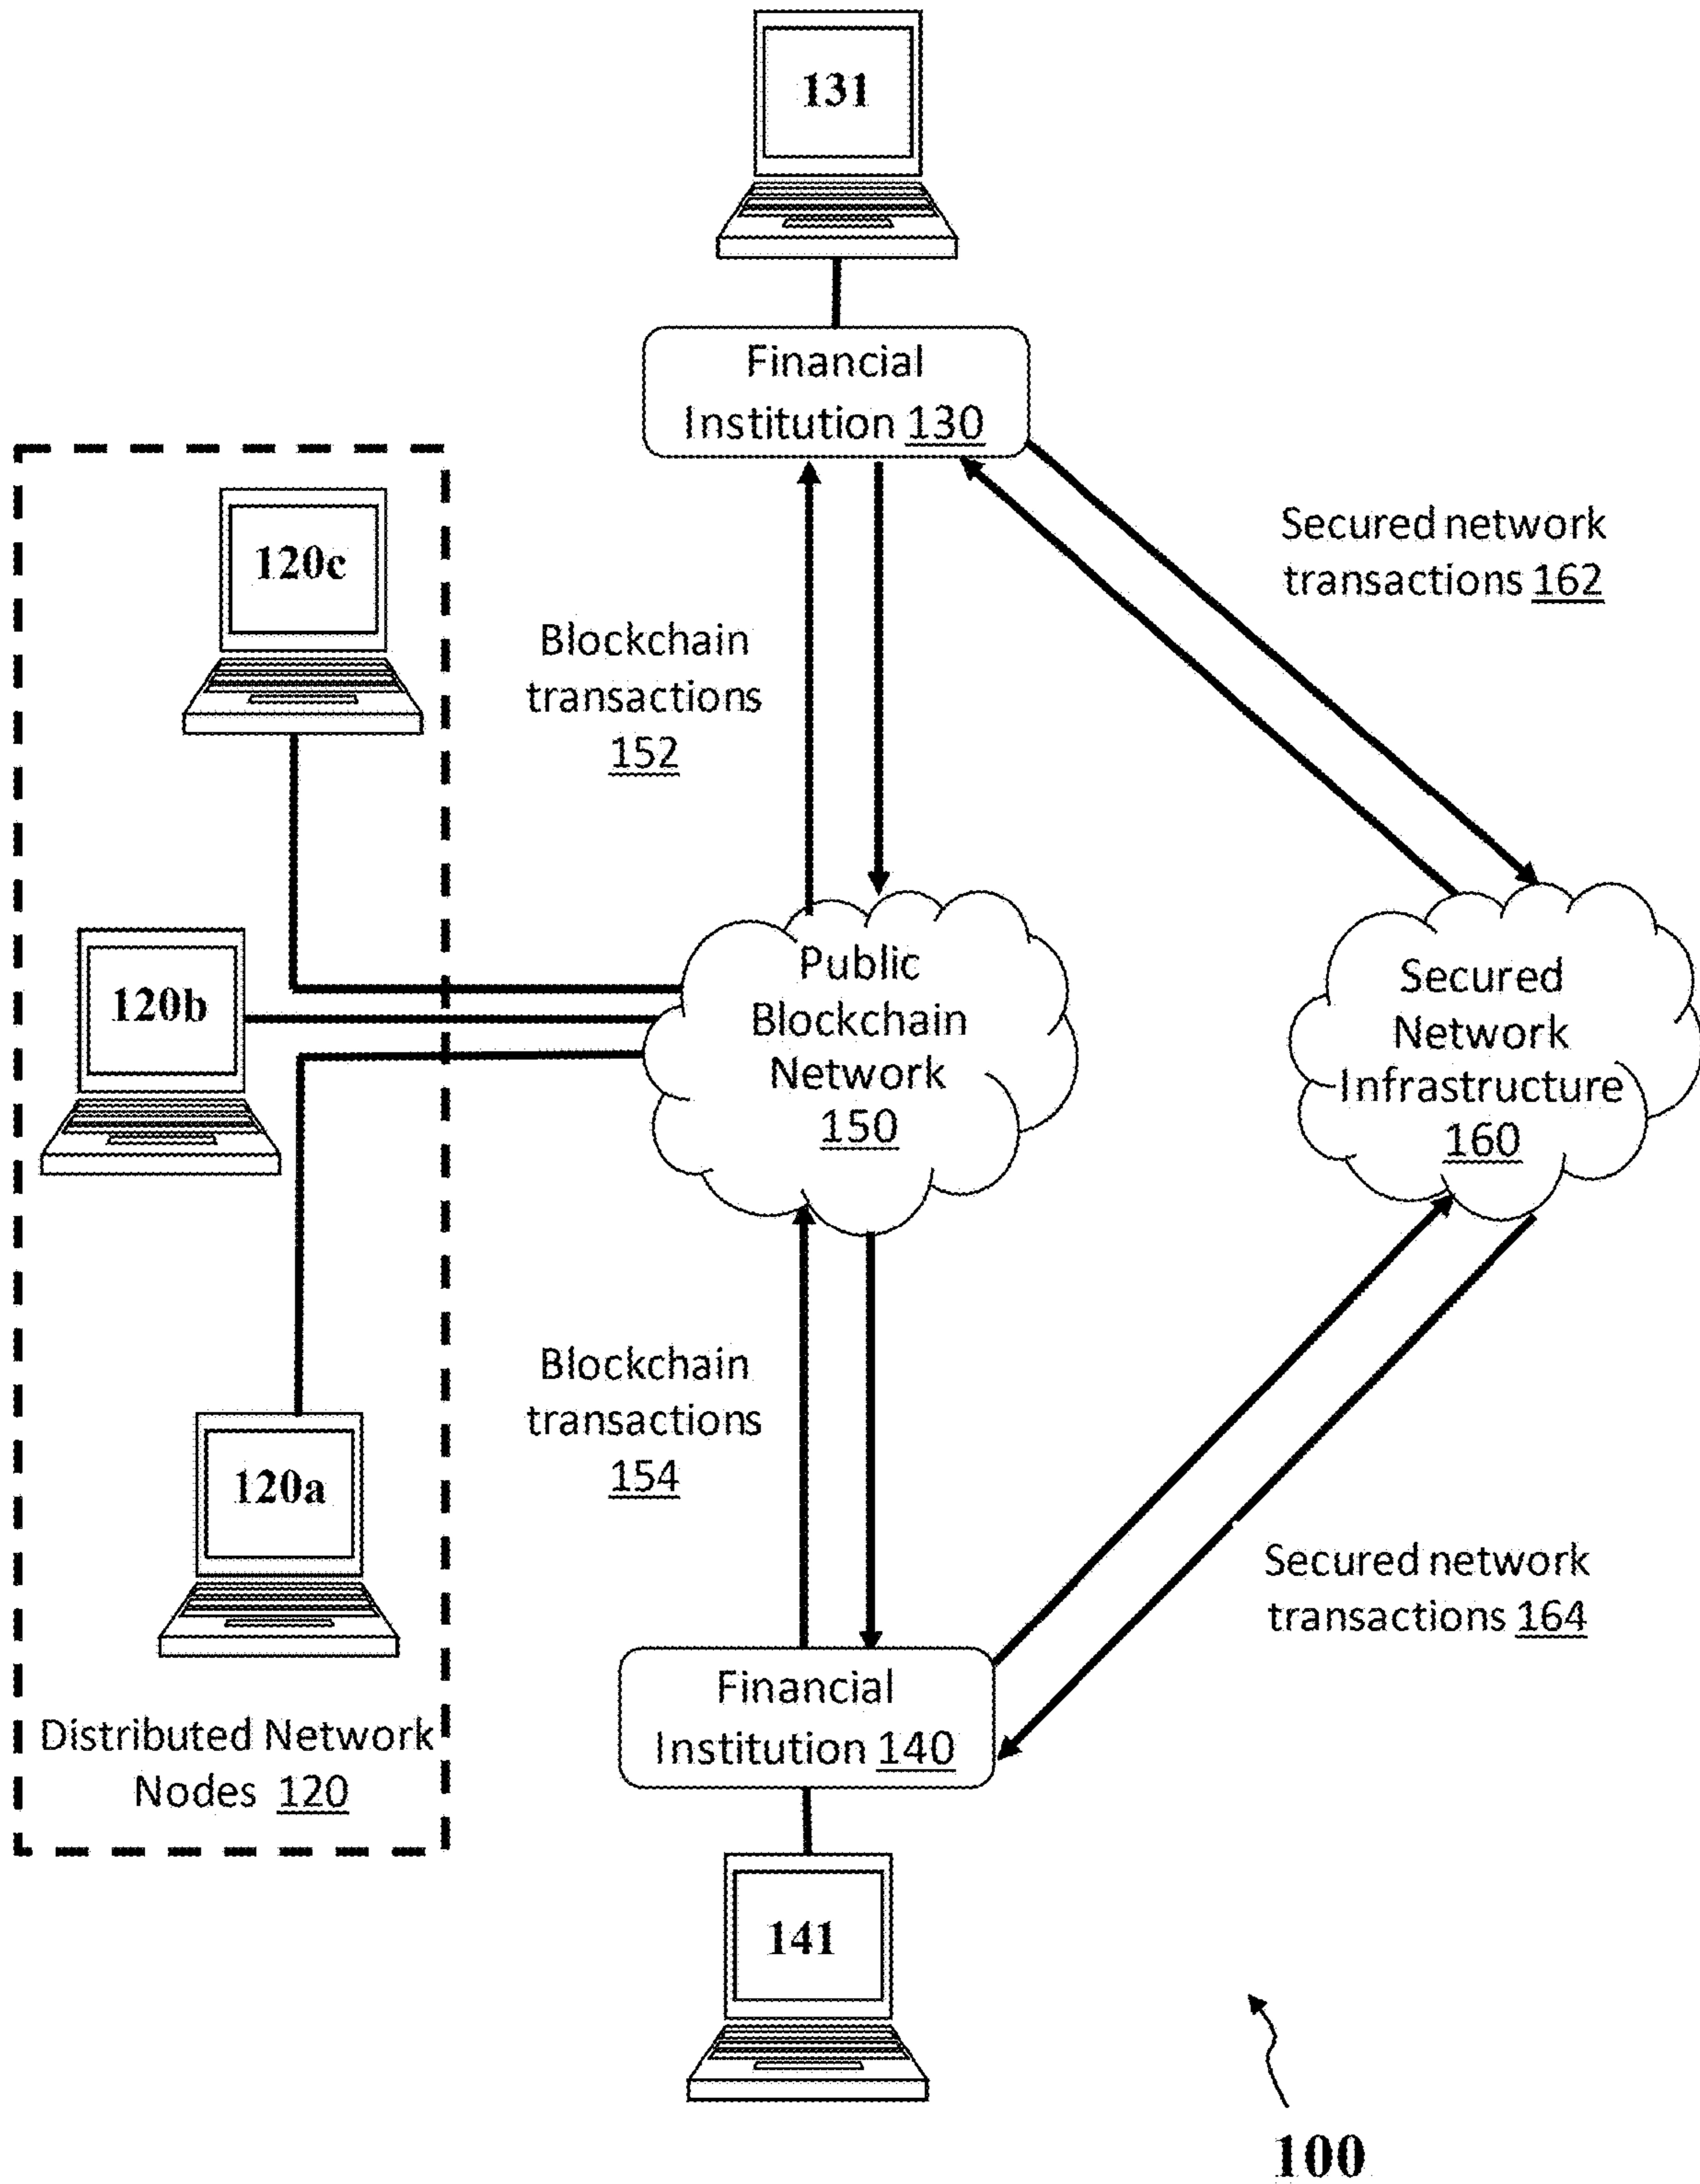 131
Financial
Institution 130
120c
Secured network
transactions 162
Blockchain
transactions
152
120b
Public
Blockchain
Network
150
Secured
Network
Infrastructure
160
Blockchain
transactions
154
120a
Secured network
transactions 164
Financial
Institution 140
Distributed Network
Nodes 120
141
100